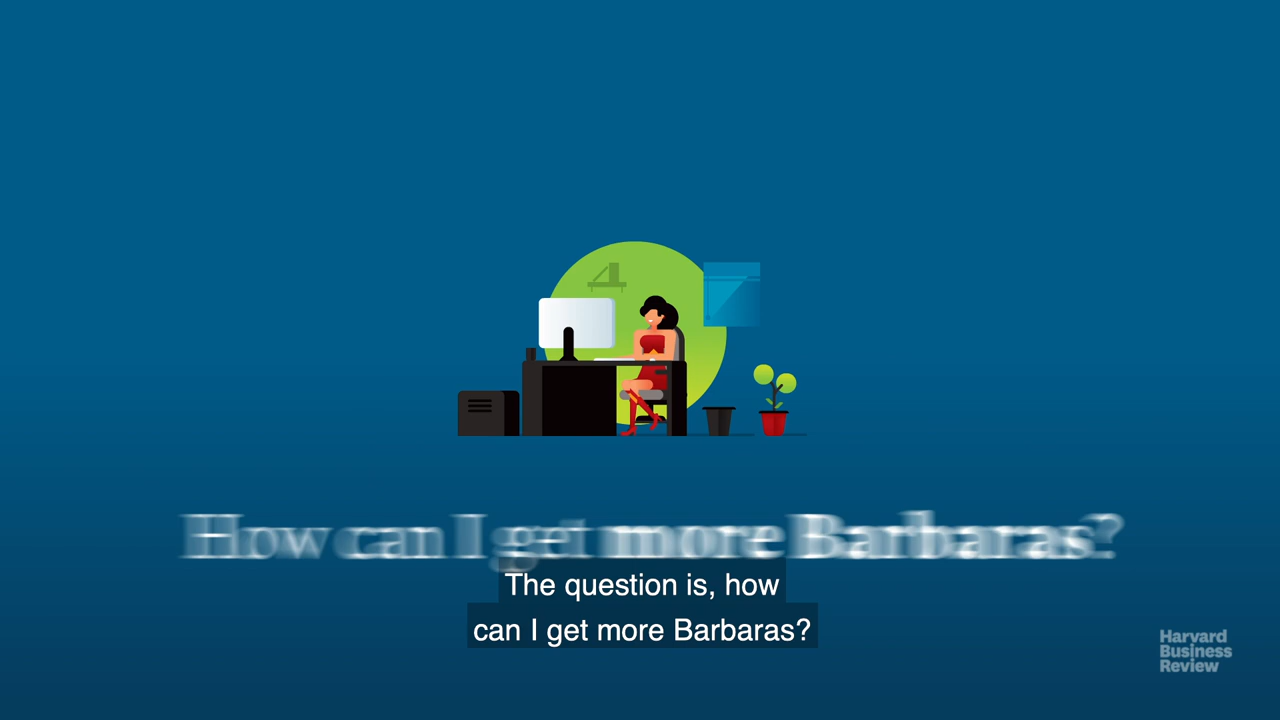 How can I get more Barbaras?
The question is, how
can I get more Barbaras?
Harvard
Business
Review